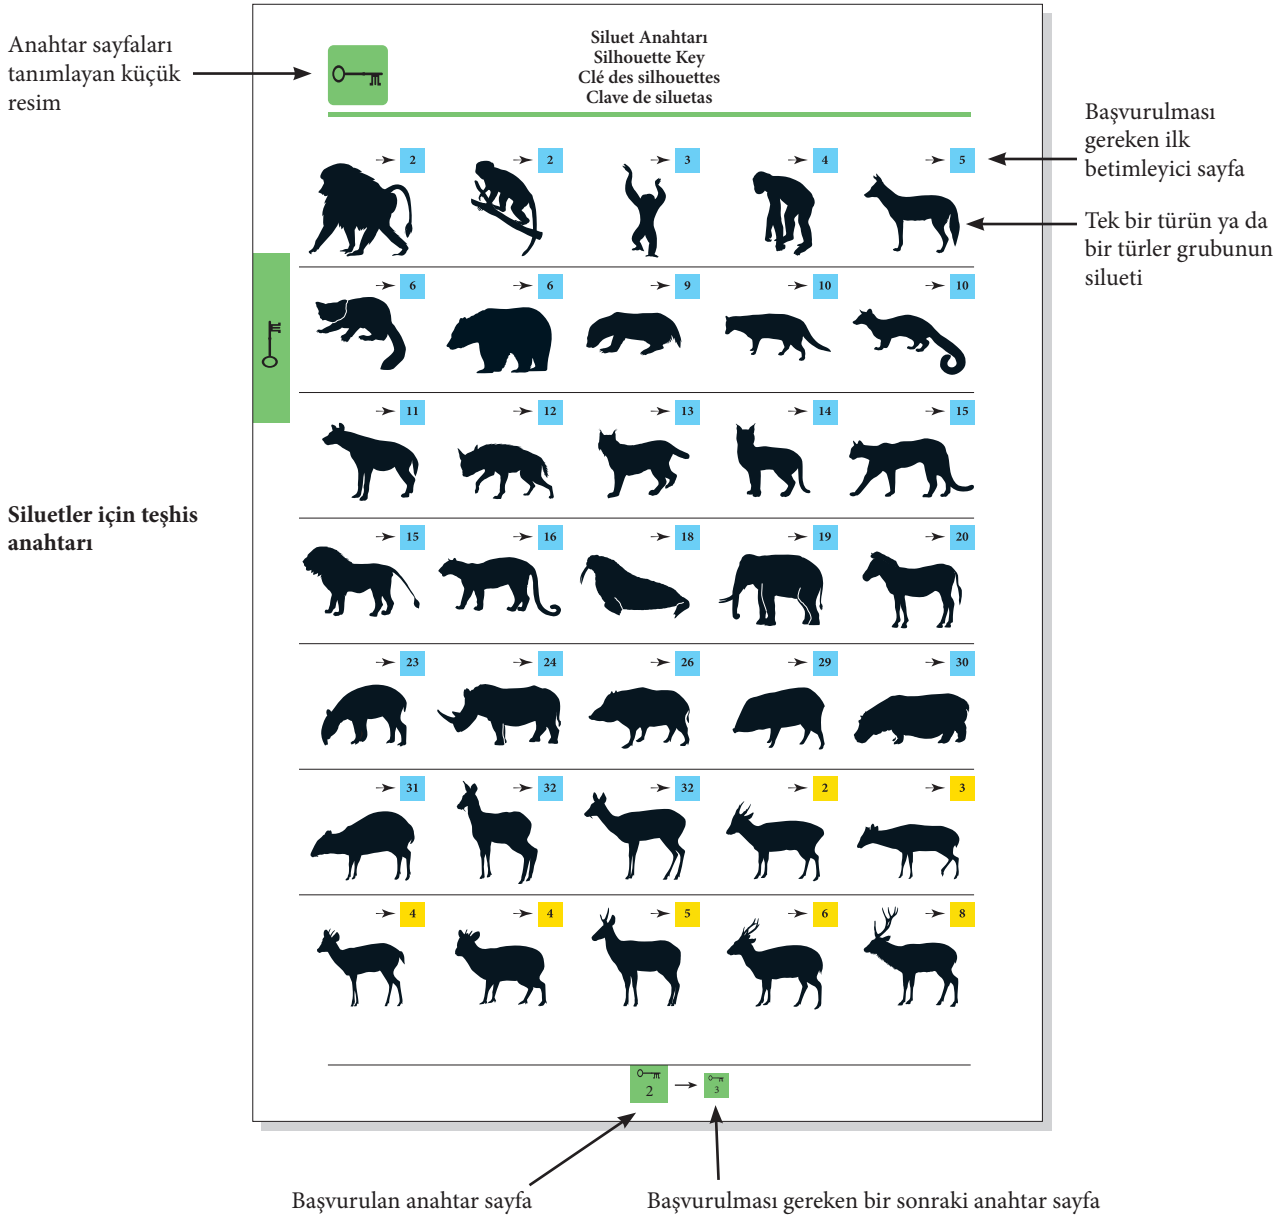 Anahtar sayfaları
tanımlayan küçük
resim
Siluet Anahtarı
Silhouette Key
Clé des silhouettes
Clave de siluetas
Başvurulması
gereken ilk
betimleyici sayfa
Tek bir türün ya da
bir türler grubunun
silueti
2 2 3 4 5
6 6 9 10 10
11 12 13 14 15
Siluetler için teşhis
anahtarı
15 16 18 19 20
23 24 26 29 30
31 32 32 2 3
4 4 5 6 8
2 3
Başvurulan anahtar sayfa
Başvurulması gereken bir sonraki anahtar sayfa